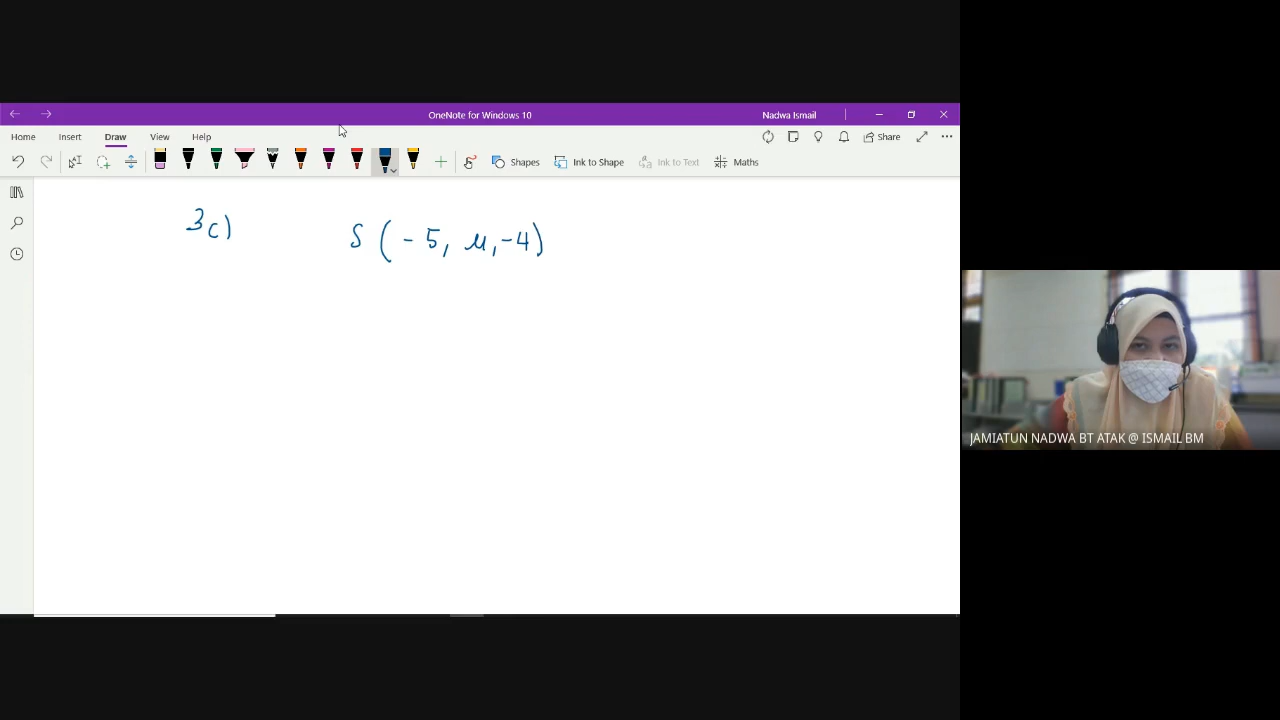 OneNote for Windows 10
Nadwa Ismail
Home Insert Draw View Help
Share
Shapes
Ink to Shape
Ink to Text
Maths
3c) S (-5, μ, -4)
JAMIATUN NADWA BT ATAK @ ISMAIL BM